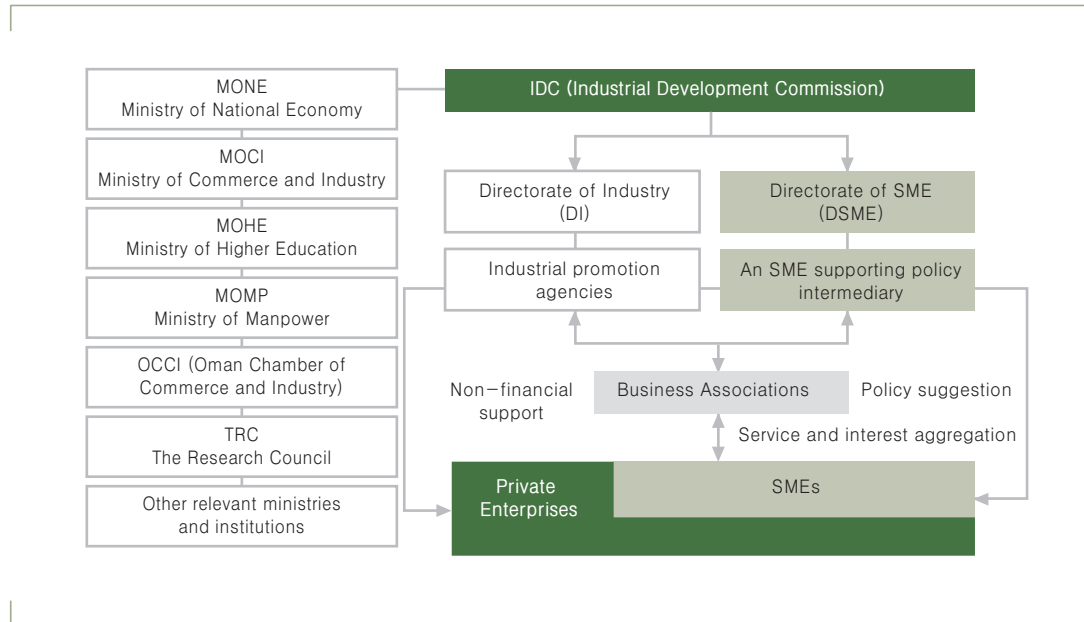 MONE
Ministry of National Economy
MOCI
Ministry of Commerce and Industry
MOHE
Ministry of Higher Education
MOMP
Ministry of Manpower
OCCI (Oman Chamber of
Commerce and Industry)
TRC
The Research Council
Other relevant ministries
and institutions
IDC (Industrial Development Commission)
Directorate of Industry
(DI)
Directorate of SME
(DSME)
Industrial promotion
agencies
An SME supporting policy
intermediary
Non-financial
support
Business Associations
Policy suggestion
Service and interest aggregation
Private
Enterprises
SMEs